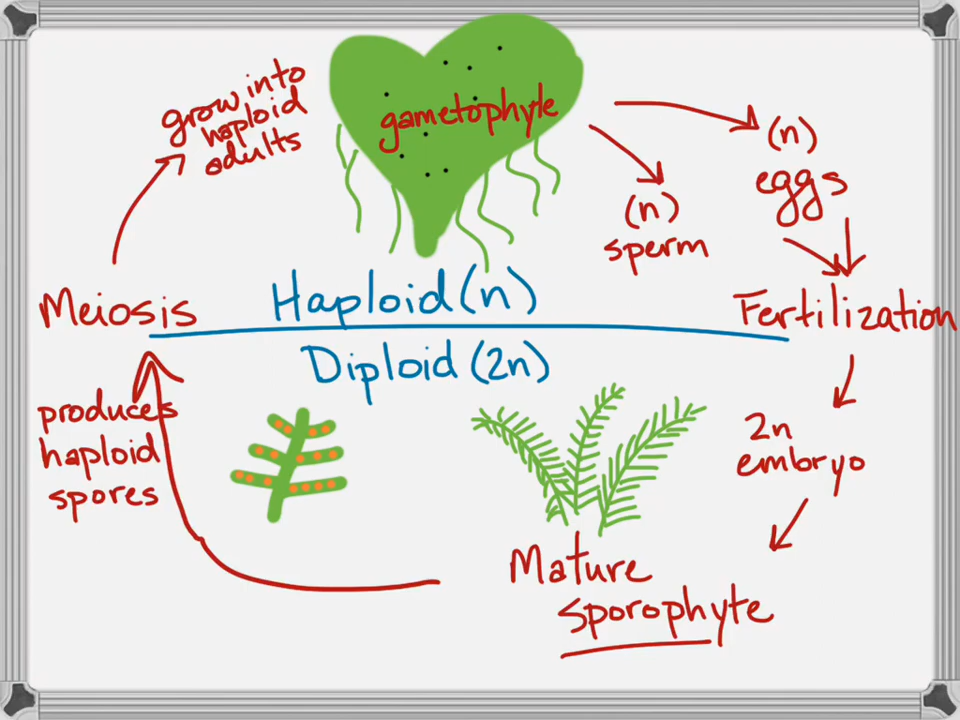 grow into
haploid
adults
gametophyte
(n)
eggs
(n)
sperm
Meiosis
Haploid (n)
Fertilization
Diploid (2n)
produces
haploid
spores
2n
embryo
Mature
sporophyte